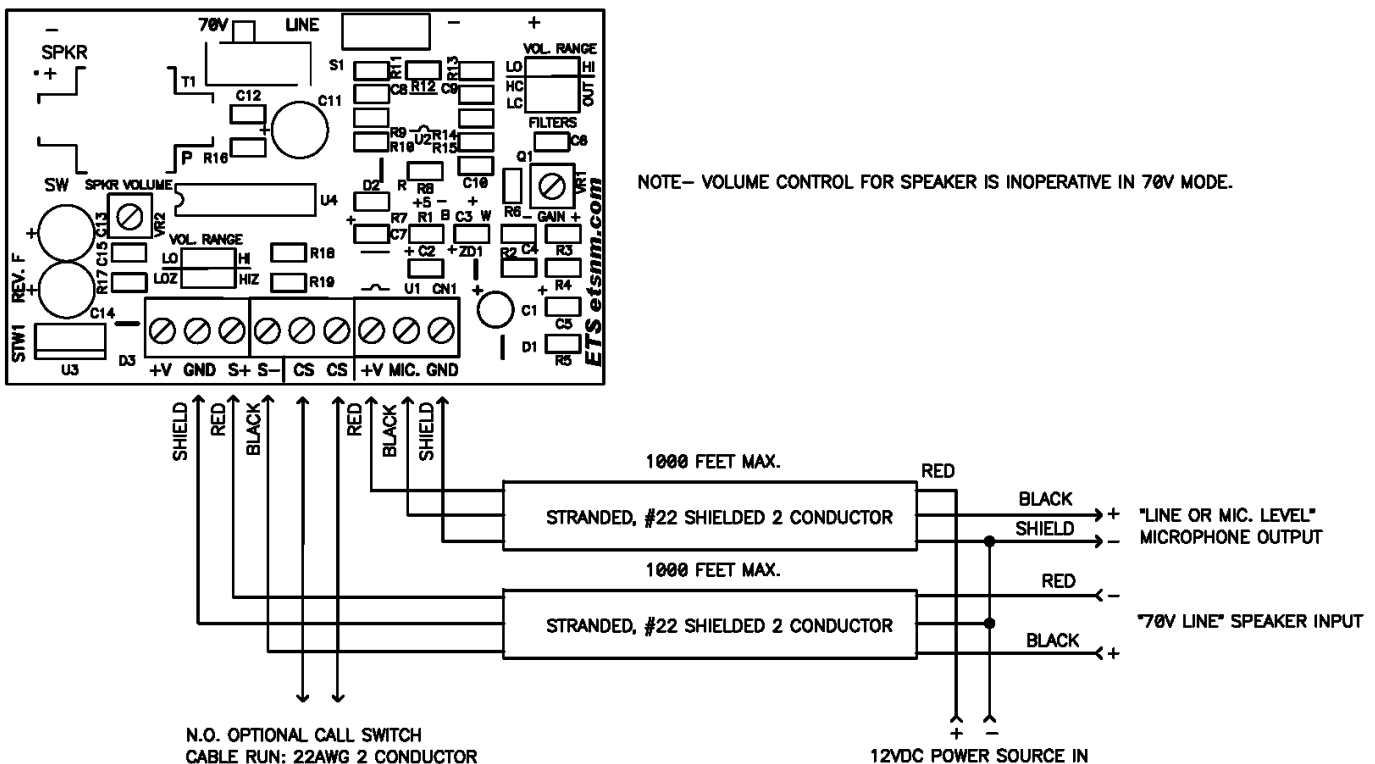 - 70V LINE - +
SPKR
+
VOL. RANGE
LO HI
HC
LC OUT
FILTERS
S1 R11 R12 R13
C8 C9
T1
C12 C11
+
R9 U2 R14
R10 R15
C6
P R16
Q1
SW SPKR VOLUME
D2 R R8 C10
+5 - +
VR1
R6 - GAIN +
U4
C13 VR2
R7 R1 B C3 W
+ C7 + C2 + ZD1 R2 C4 R3
VOL. RANGE
LO HI
LOZ HIZ
C15
R17
R18
R19
REV. F
+
+
U1 CN1 + + R4
C14
C1 C5
STW1
U3 D3
D1 R5
ETS etsnm.com
+V GND S+ S- CS CS +V MIC. GND
NOTE- VOLUME CONTROL FOR SPEAKER IS INOPERATIVE IN 70V MODE.
SHIELD RED BLACK RED BLACK SHIELD
1000 FEET MAX.
RED
STRANDED, #22 SHIELDED 2 CONDUCTOR
BLACK + "LINE OR MIC. LEVEL"
SHIELD - MICROPHONE OUTPUT
1000 FEET MAX.
RED -
STRANDED, #22 SHIELDED 2 CONDUCTOR
"70V LINE" SPEAKER INPUT
BLACK +
N.O. OPTIONAL CALL SWITCH
CABLE RUN: 22AWG 2 CONDUCTOR
+ -
12VDC POWER SOURCE IN